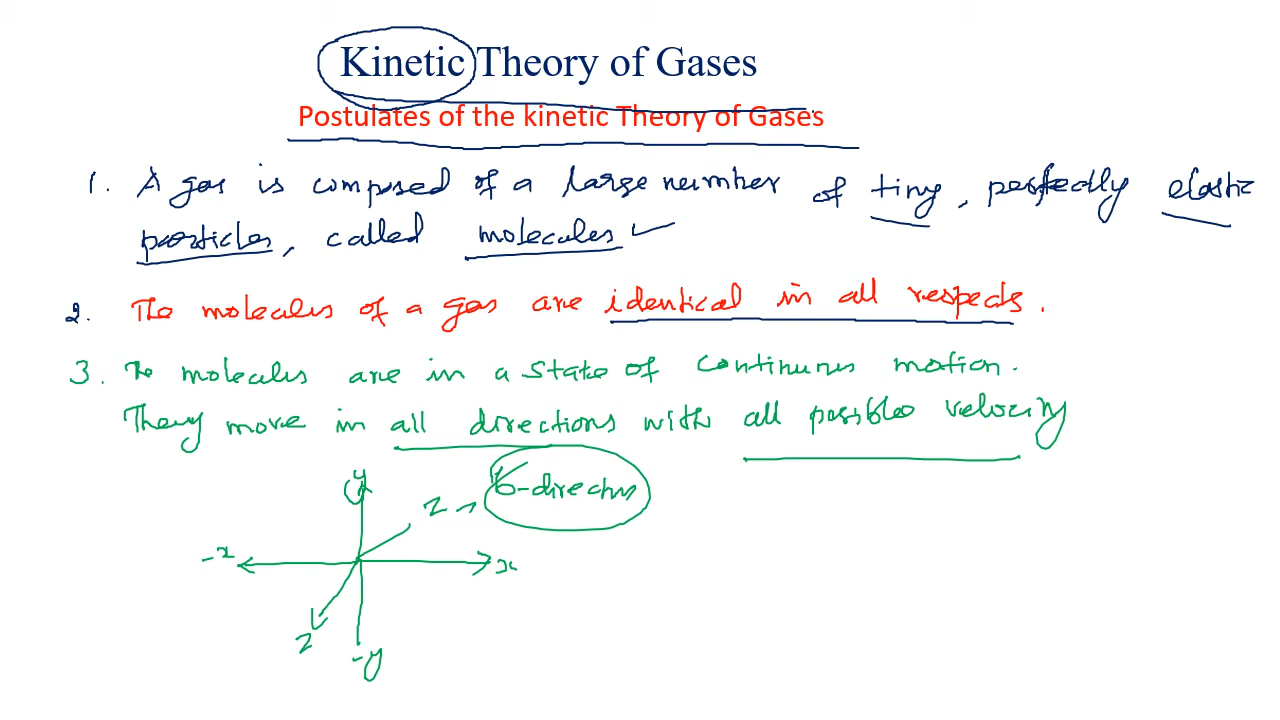 Kinetic Theory of Gases
Postulates of the kinetic Theory of Gases
1. A gas is composed of a large number of tiny, perfectly elastic
particles, called molecules
2. The molecules of a gas are identical in all respects.
3. The molecules are in a state of continuous motion.
They move in all directions with all possible velocity
y
Z → 6-directns
-x
x
Z
-y